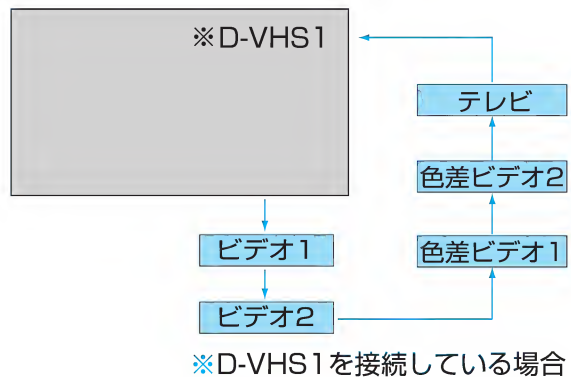 ※D-VHS1
テレビ
色差ビデオ2
ビデオ1
色差ビデオ1
ビデオ2
※D-VHS1を接続している場合